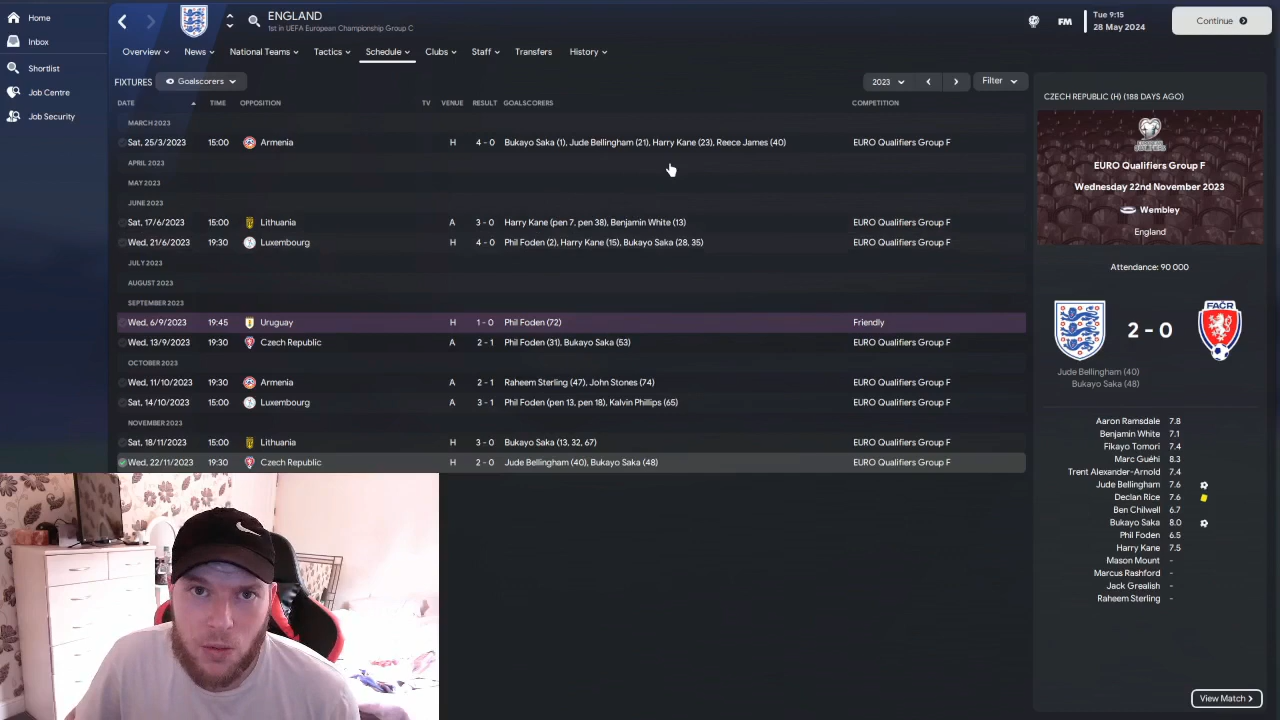 Home
Inbox
Shortlist
Job Centre
Job Security
ENGLAND
1st in UEFA European Championship Group C
FM
Tue 9:15
28 May 2024
Continue
Overview News National Teams Tactics Schedule Clubs Staff Transfers History
FIXTURES Goalscorers 2023 Filter
DATE TIME OPPOSITION TV VENUE RESULT GOALSCORERS COMPETITION
MARCH 2023
Sat, 25/3/2023 15:00 Armenia H 4 - 0 Bukayo Saka (1), Jude Bellingham (21), Harry Kane (23), Reece James (40) EURO Qualifiers Group F
APRIL 2023
MAY 2023
JUNE 2023
Sat, 17/6/2023 15:00 Lithuania A 3 - 0 Harry Kane (pen 7, pen 38), Benjamin White (13) EURO Qualifiers Group F
Wed, 21/6/2023 19:30 Luxembourg H 4 - 0 Phil Foden (2), Harry Kane (15), Bukayo Saka (28, 35) EURO Qualifiers Group F
JULY 2023
AUGUST 2023
SEPTEMBER 2023
Wed, 6/9/2023 19:45 Uruguay H 1 - 0 Phil Foden (72) Friendly
Wed, 13/9/2023 19:30 Czech Republic A 2 - 1 Phil Foden (31), Bukayo Saka (53) EURO Qualifiers Group F
OCTOBER 2023
Wed, 11/10/2023 19:30 Armenia A 2 - 1 Raheem Sterling (47), John Stones (74) EURO Qualifiers Group F
Sat, 14/10/2023 15:00 Luxembourg A 3 - 1 Phil Foden (pen 13, pen 18), Kalvin Phillips (65) EURO Qualifiers Group F
NOVEMBER 2023
Sat, 18/11/2023 15:00 Lithuania H 3 - 0 Bukayo Saka (13, 32, 67) EURO Qualifiers Group F
Wed, 22/11/2023 19:30 Czech Republic H 2 - 0 Jude Bellingham (40), Bukayo Saka (48) EURO Qualifiers Group F
CZECH REPUBLIC (H) (188 DAYS AGO)
EURO Qualifiers Group F
Wednesday 22nd November 2023
Wembley
England
Attendance: 90 000
FAČR
2 - 0
Jude Bellingham (40)
Bukayo Saka (48)
Aaron Ramsdale 7.8
Benjamin White 7.1
Fikayo Tomori 7.4
Marc Guéhi 8.3
Trent Alexander-Arnold 7.4
Jude Bellingham 7.6
Declan Rice 7.6
Ben Chilwell 6.7
Bukayo Saka 8.0
Phil Foden 6.5
Harry Kane 7.5
Mason Mount -
Marcus Rashford -
Jack Grealish -
Raheem Sterling -
View Match